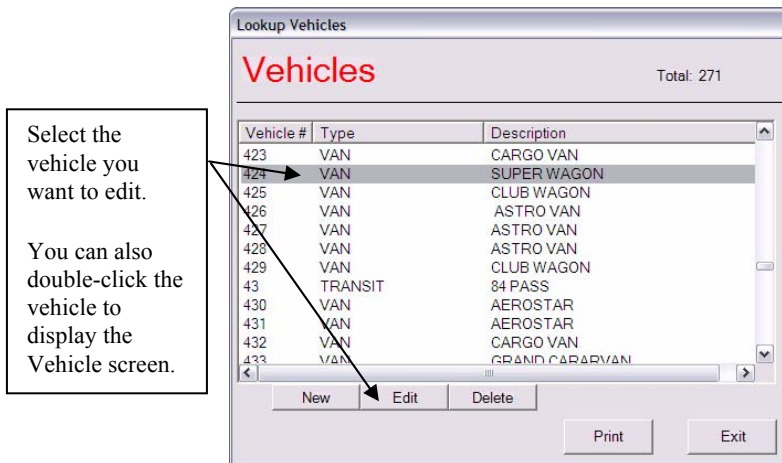 Lookup Vehicles
Vehicles
Total: 271
Select the
vehicle you
want to edit.
You can also
double-click the
vehicle to
display the
Vehicle screen.
Vehicle # Type Description
423 VAN CARGO VAN
424 VAN SUPER WAGON
425 VAN CLUB WAGON
426 VAN ASTRO VAN
427 VAN ASTRO VAN
428 VAN ASTRO VAN
429 VAN CLUB WAGON
43 TRANSIT 84 PASS
430 VAN AEROSTAR
431 VAN AEROSTAR
432 VAN CARGO VAN
433 VAN GRAND CARARVAN
New Edit Delete
Print Exit